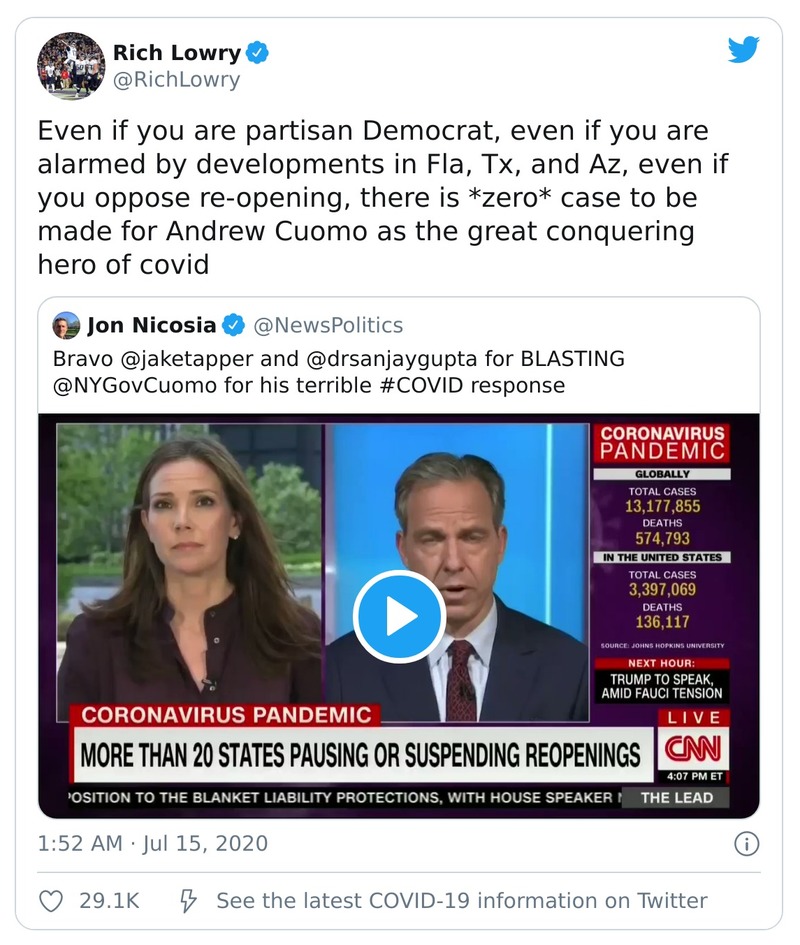 Rich Lowry
@RichLowry
Even if you are partisan Democrat, even if you are
alarmed by developments in Fla, Tx, and Az, even if
you oppose re-opening, there is *zero* case to be
made for Andrew Cuomo as the great conquering
hero of covid
Jon Nicosia @NewsPolitics
Bravo @jaketapper and @drsanjaygupta for BLASTING
@NYGovCuomo for his terrible #COVID response
CORONAVIRUS
PANDEMIC
GLOBALLY
TOTAL CASES
13,177,855
DEATHS
574,793
IN THE UNITED STATES
TOTAL CASES
3,397,069
DEATHS
136,117
SOURCE: JOHNS HOPKINS UNIVERSITY
NEXT HOUR:
TRUMP TO SPEAK,
AMID FAUCI TENSION
CORONAVIRUS PANDEMIC
MORE THAN 20 STATES PAUSING OR SUSPENDING REOPENINGS
LIVE
CNN
4:07 PM ET
OSITION TO THE BLANKET LIABILITY PROTECTIONS, WITH HOUSE SPEAKER
THE LEAD
1:52 AM · Jul 15, 2020
29.1K
See the latest COVID-19 information on Twitter